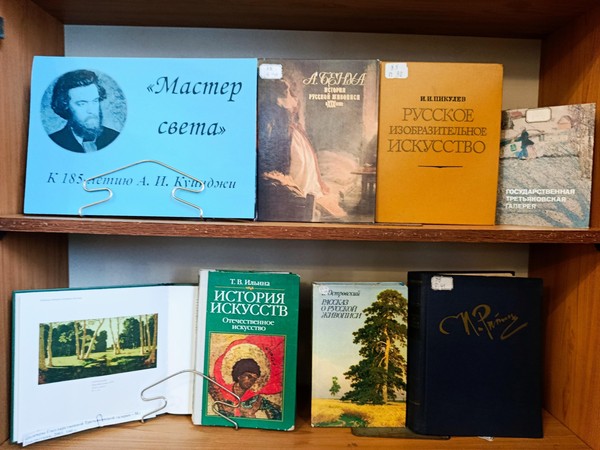 «Мастер
света»
К 185-летию А. И. Куинджи
А. БЕНУА
ИСТОРИЯ
РУССКОЙ ЖИВОПИСИ
И. И. ПИКУЛЕВ
РУССКОЕ
ИЗОБРАЗИТЕЛЬНОЕ
ИСКУССТВО
ГОСУДАРСТВЕННАЯ
ТРЕТЬЯКОВСКАЯ
ГАЛЕРЕЯ
Т. В. Ильина
ИСТОРИЯ
ИСКУССТВ
Отечественное
искусство
Петровский
РАССКАЗ
О РУССКОЙ
ЖИВОПИСИ
И. Репин